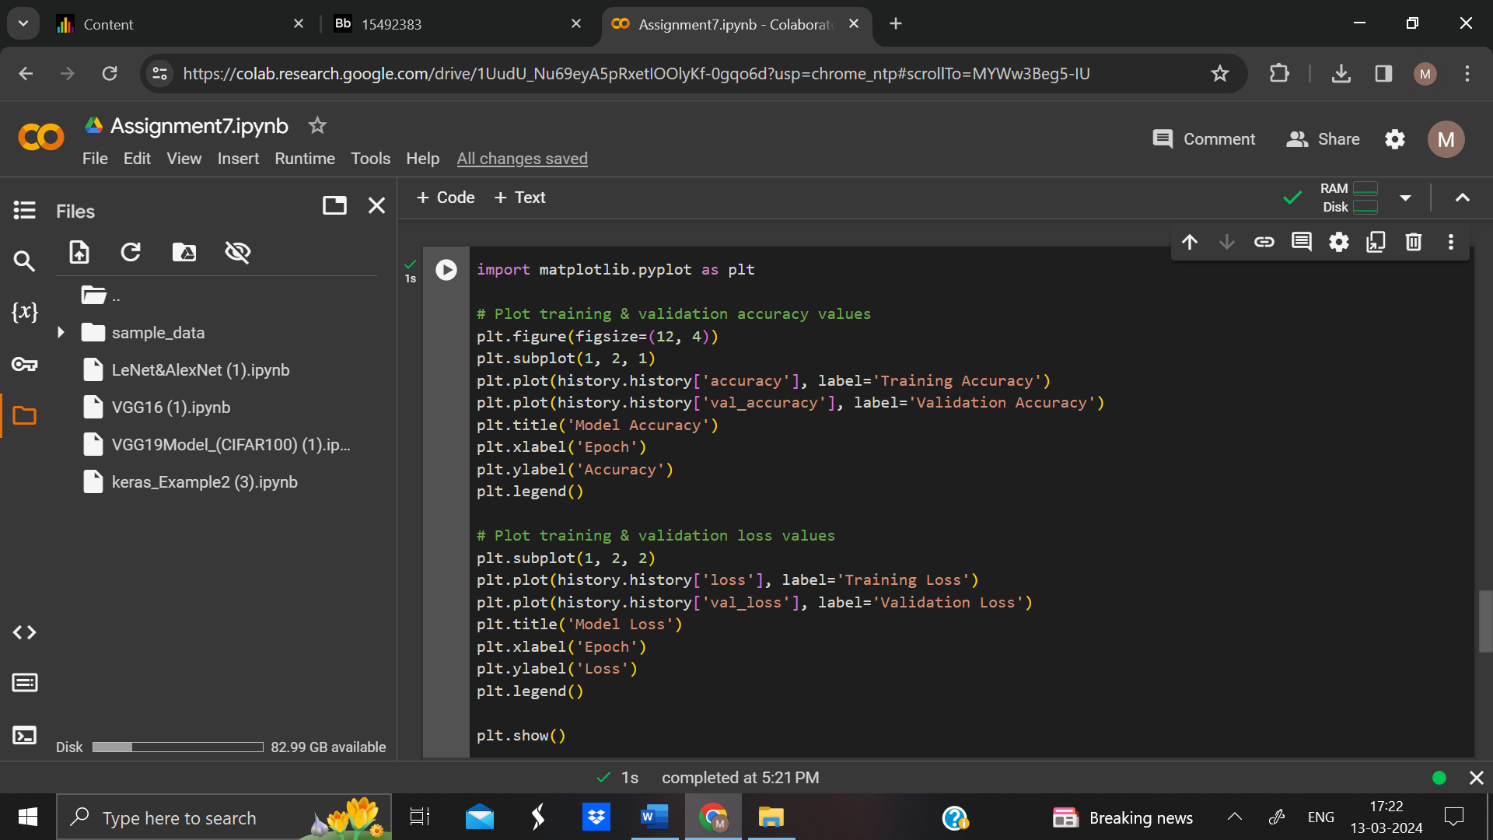 Content
Bb 15492383
Assignment7.ipynb - Colaborat
https://colab.research.google.com/drive/1UudU_Nu69eyA5pRxetIOOlyKf-0gqo6d?usp=chrome_ntp#scrollTo=MYWw3Beg5-IU
M
Assignment7.ipynb
Comment
Share
M
File Edit View Insert Runtime Tools Help All changes saved
Files
+ Code + Text
RAM
Disk
..
sample_data
LeNet&AlexNet (1).ipynb
VGG16 (1).ipynb
VGG19Model_(CIFAR100) (1).ip...
keras_Example2 (3).ipynb
{x}
Disk 82.99 GB available
1s
import matplotlib.pyplot as plt
# Plot training & validation accuracy values
plt.figure(figsize=(12, 4))
plt.subplot(1, 2, 1)
plt.plot(history.history['accuracy'], label='Training Accuracy')
plt.plot(history.history['val_accuracy'], label='Validation Accuracy')
plt.title('Model Accuracy')
plt.xlabel('Epoch')
plt.ylabel('Accuracy')
plt.legend()
# Plot training & validation loss values
plt.subplot(1, 2, 2)
plt.plot(history.history['loss'], label='Training Loss')
plt.plot(history.history['val_loss'], label='Validation Loss')
plt.title('Model Loss')
plt.xlabel('Epoch')
plt.ylabel('Loss')
plt.legend()
plt.show()
1s completed at 5:21 PM
Type here to search
W
M
Breaking news
ENG
17:22
13-03-2024